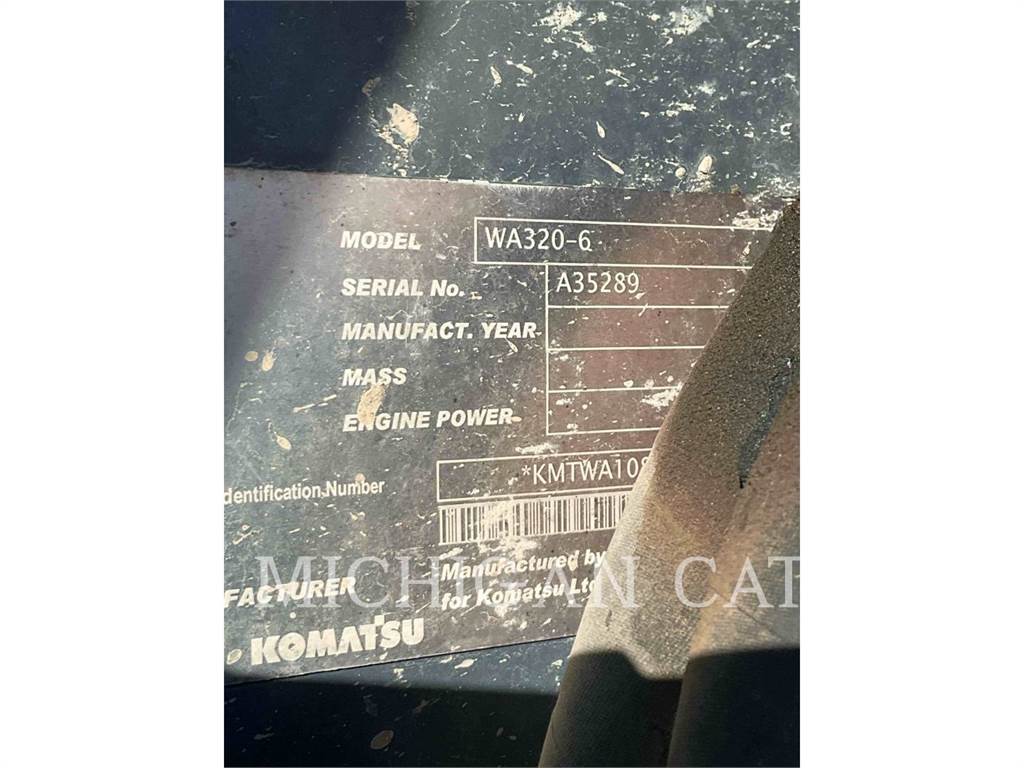 MODEL WA320-6
SERIAL No. A35289
MANUFACT. YEAR
MASS
ENGINE POWER
dentification Number *KMTWA108
FACTURER Manufactured by
for Komatsu Ltd
KOMATSU
MICHIGAN CAT